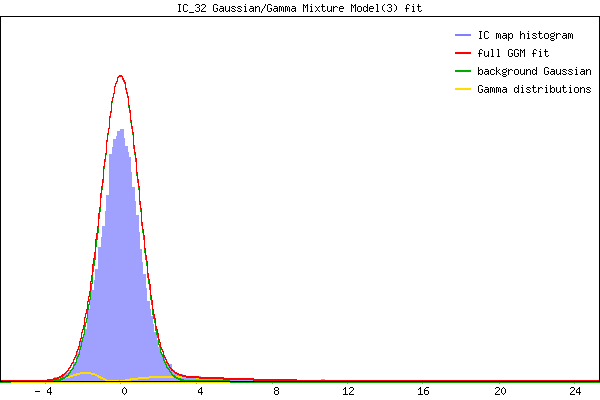 IC_32 Gaussian/Gamma Mixture Model(3) fit
IC map histogram
full GGM fit
background Gaussian
Gamma distributions
-4 0 4 8 12 16 20 24